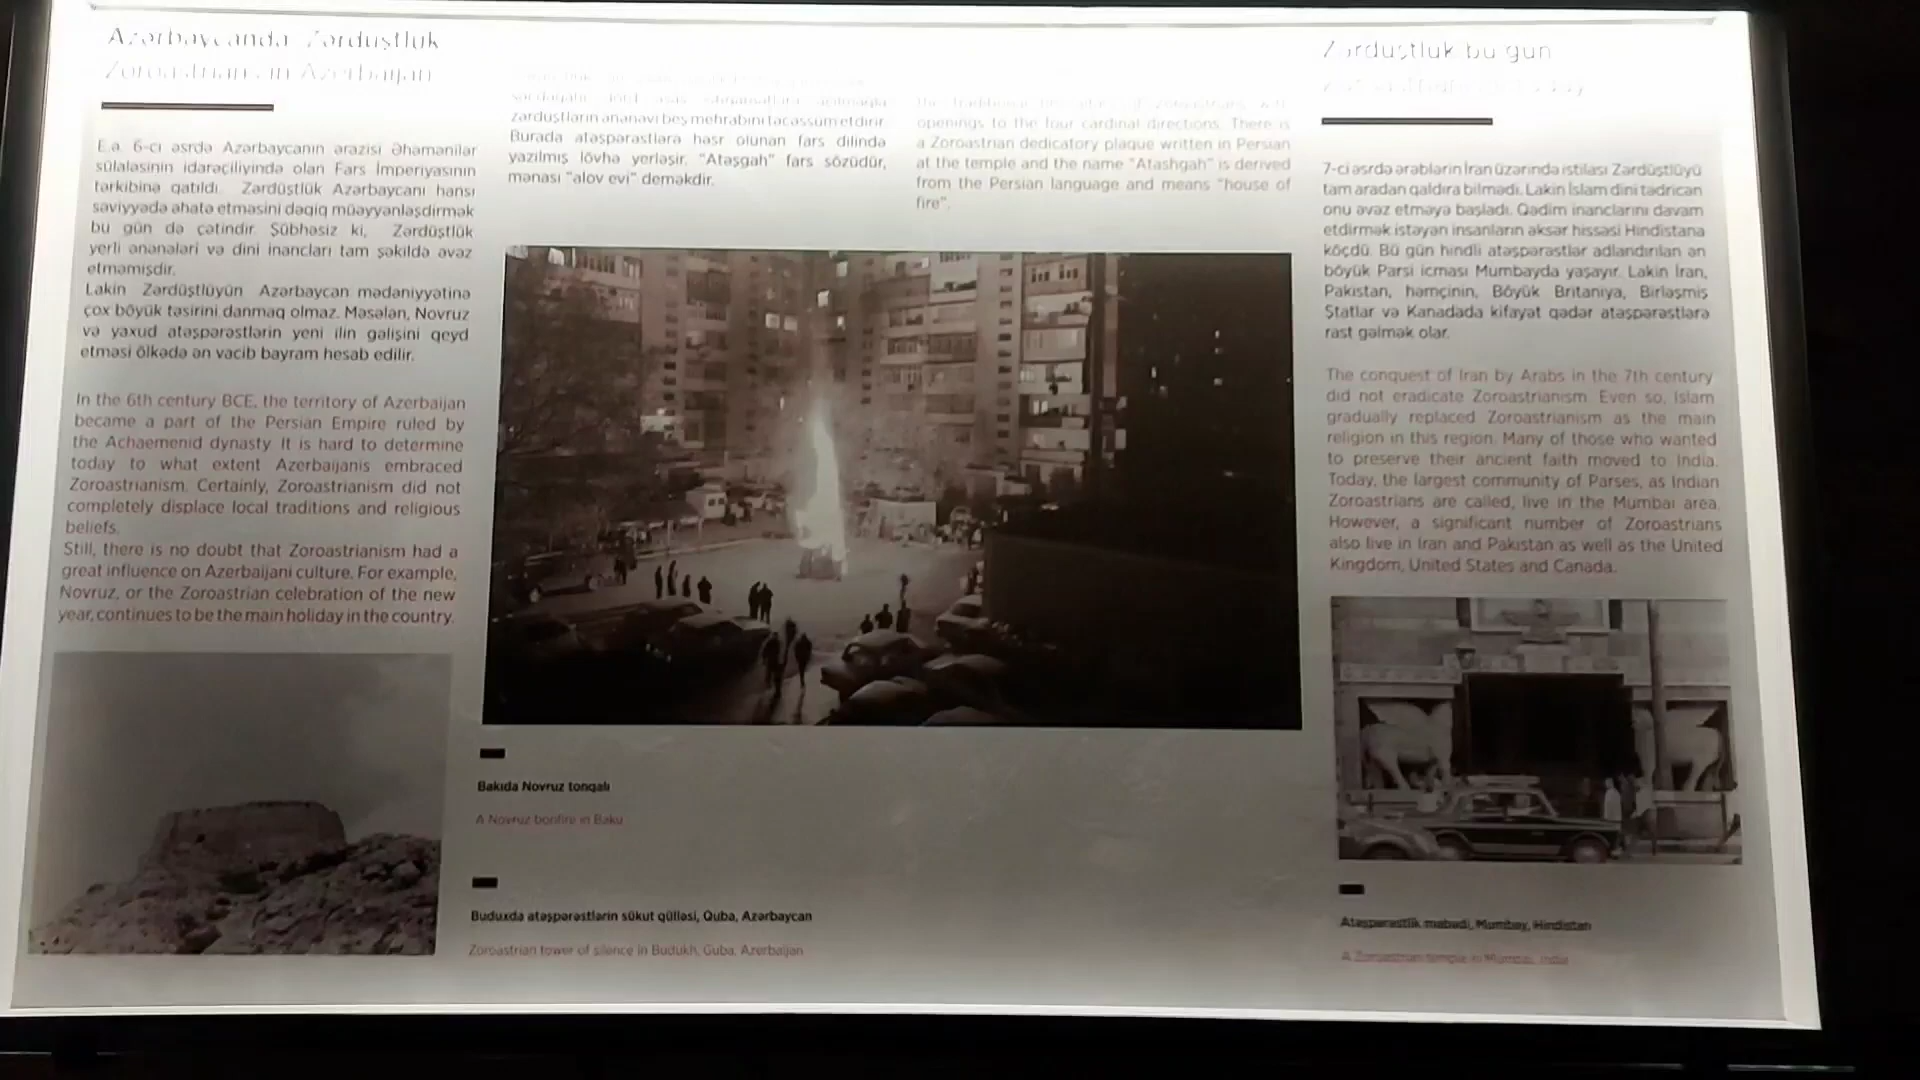 Azərbaycanda Zərdüştlük
Zoroastrianism in Azerbaijan
E.ə. 6-cı əsrdə Azərbaycanın ərazisi Əhəmənilər
sülaləsinin idarəçiliyində olan Fars İmperiyasının
tərkibinə qatıldı. Zərdüştlük Azərbaycanı hansı
səviyyədə əhatə etməsini dəqiq müəyyənləşdirmək
bu gün də çətindir. Şübhəsiz ki, Zərdüştlük
yerli ənənələri və dini inancları tam şəkildə əvəz
etməmişdir.
Lakin Zərdüştlüyün Azərbaycan mədəniyyətinə
çox böyük təsirini danmaq olmaz. Məsələn, Novruz
və yaxud atəşpərəstlərin yeni ilin gəlişini qeyd
etməsi ölkədə ən vacib bayram hesab edilir.
In the 6th century BCE, the territory of Azerbaijan
became a part of the Persian Empire ruled by
the Achaemenid dynasty. It is hard to determine
today to what extent Azerbaijanis embraced
Zoroastrianism. Certainly, Zoroastrianism did not
completely displace local traditions and religious
beliefs.
Still, there is no doubt that Zoroastrianism had a
great influence on Azerbaijani culture. For example,
Novruz, or the Zoroastrian celebration of the new
year, continues to be the main holiday in the country.
zərdüştlərin ənənəvi beş mehrabını təcəssüm etdirir.
Burada atəşpərəstlərə həsr olunan fars dilində
yazılmış lövhə yerləşir. "Atəşgah" fars sözüdür,
mənası "alov evi" deməkdir.
openings to the four cardinal directions. There is
a Zoroastrian dedicatory plaque written in Persian
at the temple and the name "Atashgah" is derived
from the Persian language and means "house of
fire".
Bakıda Novruz tonqalı
A Novruz bonfire in Baku
Buduxda atəşpərəstlərin sükut qülləsi, Quba, Azərbaycan
Zoroastrian tower of silence in Budukh, Guba, Azerbaijan
Zərdüştlük bu gün
7-ci əsrdə ərəblərin İran üzərində istilası Zərdüştlüyü
tam aradan qaldıra bilmədi. Lakin İslam dini tədricən
onu əvəz etməyə başladı. Qədim inanclarını davam
etdirmək istəyən insanların əksər hissəsi Hindistana
köçdü. Bu gün hindli atəşpərəstlər adlandırılan ən
böyük Parsi icması Mumbayda yaşayır. Lakin İran,
Pakistan, həmçinin, Böyük Britaniya, Birləşmiş
Ştatlar və Kanadada kifayət qədər atəşpərəstlərə
rast gəlmək olar.
The conquest of Iran by Arabs in the 7th century
did not eradicate Zoroastrianism. Even so, Islam
gradually replaced Zoroastrianism as the main
religion in this region. Many of those who wanted
to preserve their ancient faith moved to India.
Today, the largest community of Parses, as Indian
Zoroastrians are called, live in the Mumbai area.
However, a significant number of Zoroastrians
also live in Iran and Pakistan as well as the United
Kingdom, United States and Canada.
Atəşpərəstlik məbədi, Mumbay, Hindistan
A Zoroastrian temple in Mumbai, India